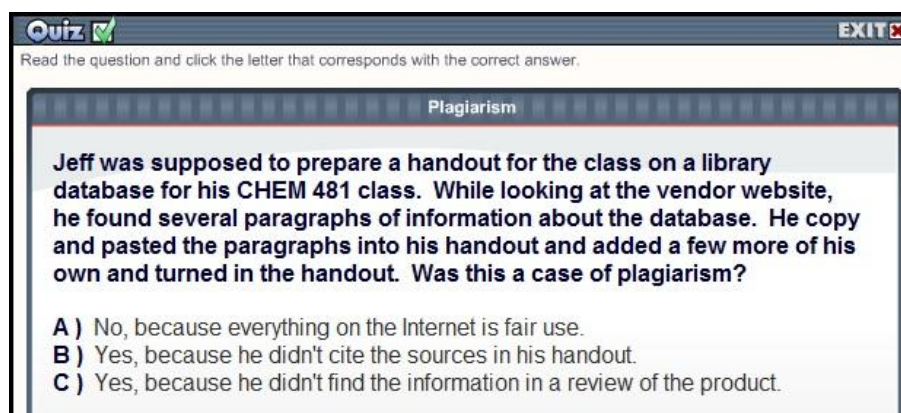 Quiz
EXIT
Read the question and click the letter that corresponds with the correct answer.
Plagiarism
Jeff was supposed to prepare a handout for the class on a library
database for his CHEM 481 class. While looking at the vendor website,
he found several paragraphs of information about the database. He copy
and pasted the paragraphs into his handout and added a few more of his
own and turned in the handout. Was this a case of plagiarism?
A ) No, because everything on the Internet is fair use.
B ) Yes, because he didn't cite the sources in his handout.
C ) Yes, because he didn't find the information in a review of the product.